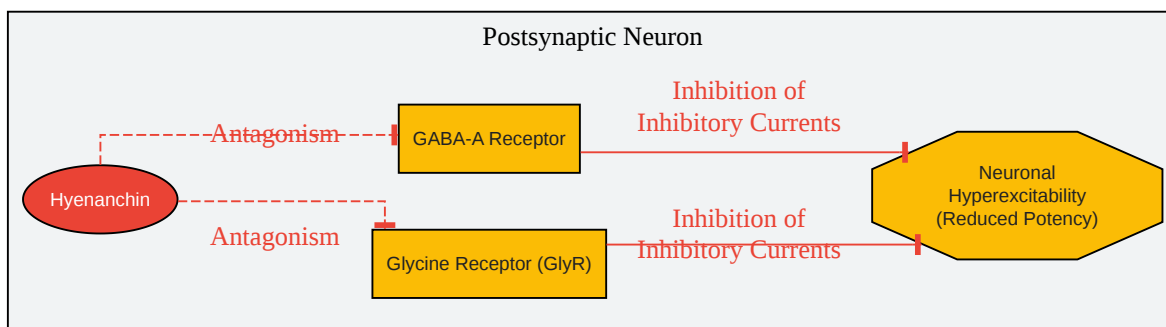 Postsynaptic Neuron
Inhibition of
Inhibitory Currents
Antagonism
GABA-A Receptor
Neuronal
Hyperexcitability
(Reduced Potency)
Hyenanchin
Inhibition of
Inhibitory Currents
Antagonism
Glycine Receptor (GlyR)